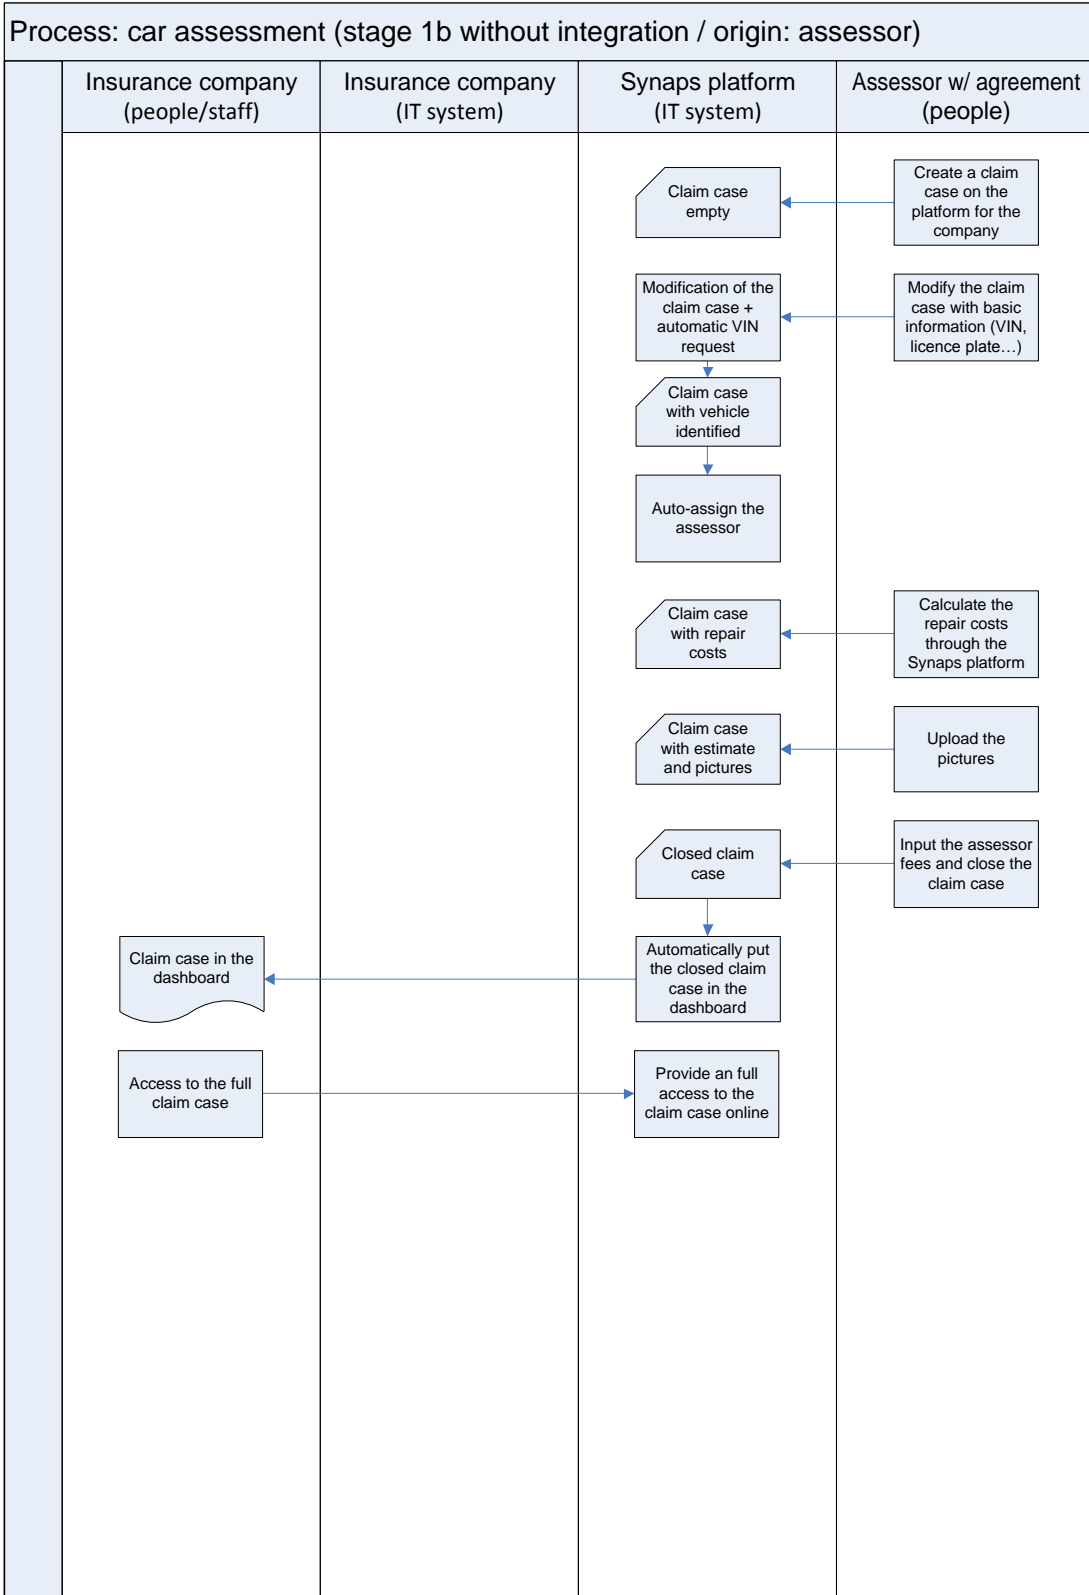 Process: car assessment (stage 1b without integration / origin: assessor)
Insurance company
(people/staff)
Insurance company
(IT system)
Synaps platform
(IT system)
Assessor w/ agreement
(people)
Claim case
empty
Create a claim
case on the
platform for the
company
Modification of the
claim case +
automatic VIN
request
Modify the claim
case with basic
information (VIN,
licence plate…)
Claim case
with vehicle
identified
Auto-assign the
assessor
Claim case
with repair
costs
Calculate the
repair costs
through the
Synaps platform
Claim case
with estimate
and pictures
Upload the
pictures
Closed claim
case
Input the assessor
fees and close the
claim case
Claim case in the
dashboard
Automatically put
the closed claim
case in the
dashboard
Access to the full
claim case
Provide an full
access to the
claim case online